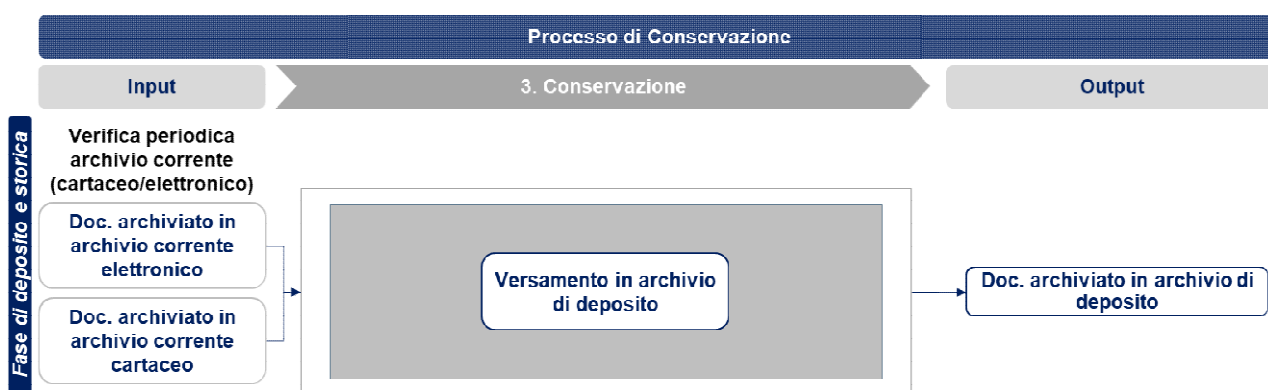 Processo di Conservazione
Input
3. Conservazione
Output
Fase di deposito e storica
Verifica periodica
archivio corrente
(cartaceo/elettronico)
Doc. archiviato in
archivio corrente
elettronico
Doc. archiviato in
archivio corrente
cartaceo
Versamento in archivio
di deposito
Doc. archiviato in archivio di
deposito